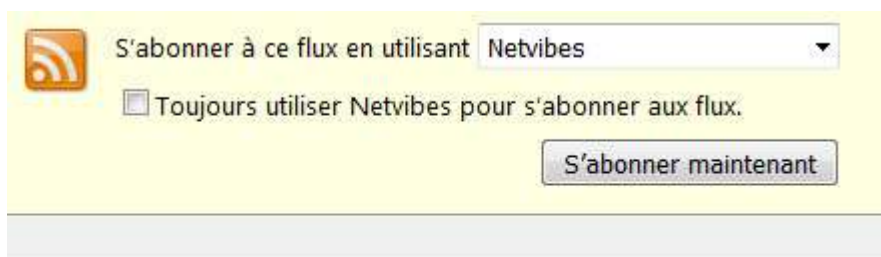 S'abonner à ce flux en utilisant Netvibes
Toujours utiliser Netvibes pour s'abonner aux flux.
S'abonner maintenant